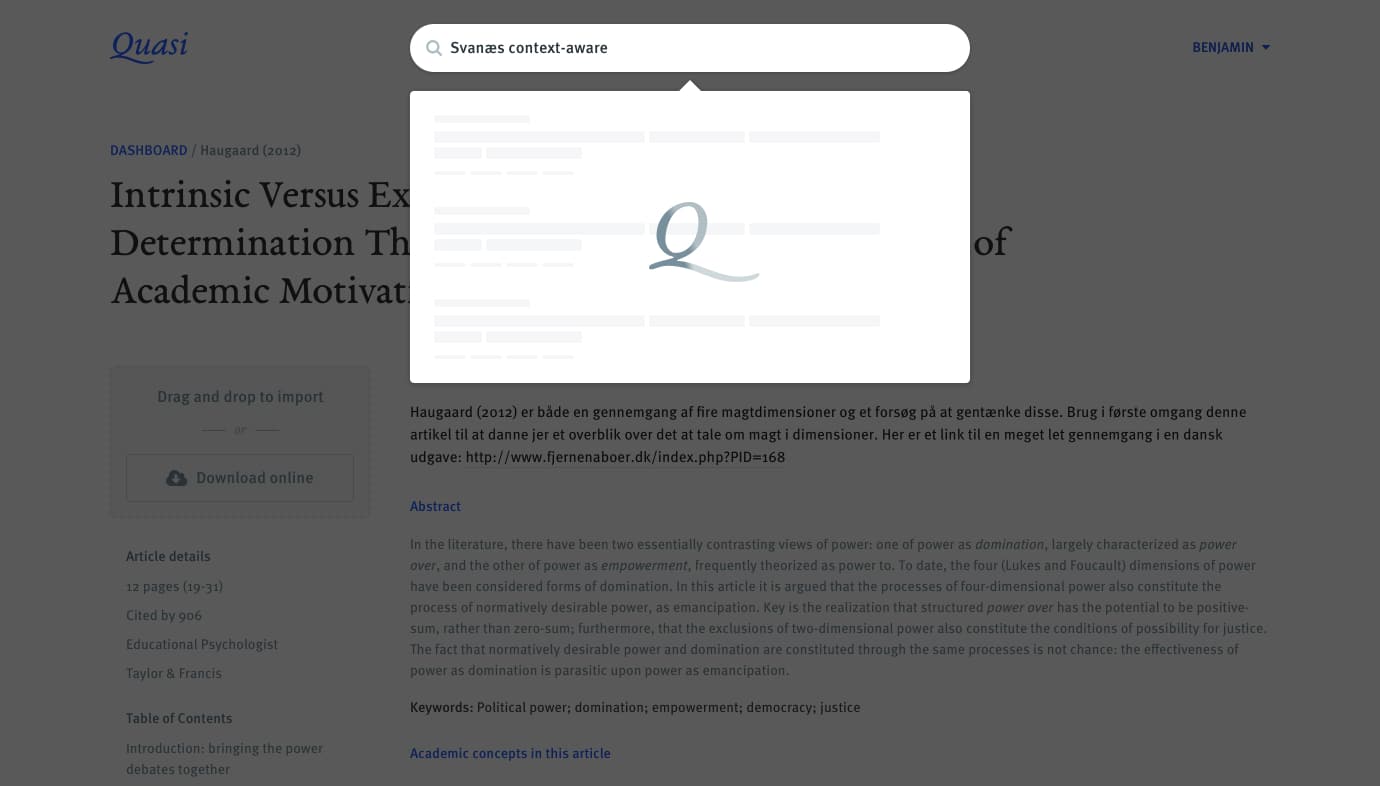 Quasi
Svanæs context-aware
BENJAMIN
DASHBOARD / Haugaard (2012)
Intrinsic Versus Ex
Determination Th of
Academic Motivati
Q
Drag and drop to import
or
Download online
Article details
12 pages (19-31)
Cited by 906
Educational Psychologist
Taylor & Francis
Table of Contents
Introduction: bringing the power
debates together
Haugaard (2012) er både en gennemgang af fire magtdimensioner og et forsøg på at gentænke disse. Brug i første omgang denne
artikel til at danne jer et overblik over det at tale om magt i dimensioner. Her er et link til en meget let gennemgang i en dansk
udgave: http://www.fjernenaboer.dk/index.php?PID=168
Abstract
In the literature, there have been two essentially contrasting views of power: one of power as domination, largely characterized as power
over, and the other of power as empowerment, frequently theorized as power to. To date, the four (Lukes and Foucault) dimensions of power
have been considered forms of domination. In this article it is argued that the processes of four-dimensional power also constitute the
process of normatively desirable power, as emancipation. Key is the realization that structured power over has the potential to be positive-
sum, rather than zero-sum; furthermore, that the exclusions of two-dimensional power also constitute the conditions of possibility for justice.
The fact that normatively desirable power and domination are constituted through the same processes is not chance: the effectiveness of
power as domination is parasitic upon power as emancipation.
Keywords: Political power; domination; empowerment; democracy; justice
Academic concepts in this article